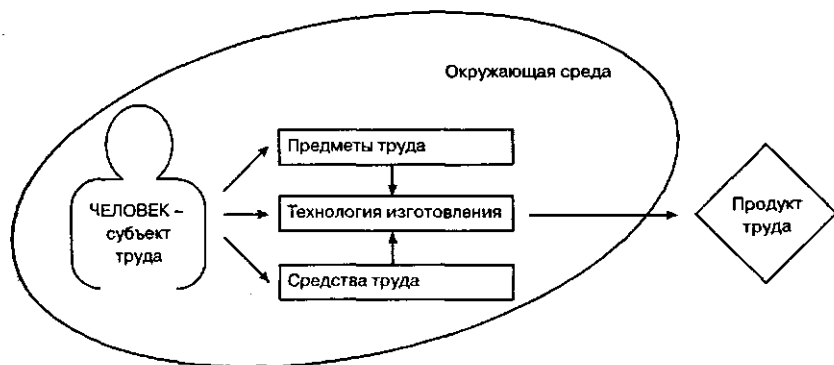 Окружающая среда
Предметы труда
ЧЕЛОВЕК –
субъект
труда
Технология изготовления
Средства труда
Продукт
труда